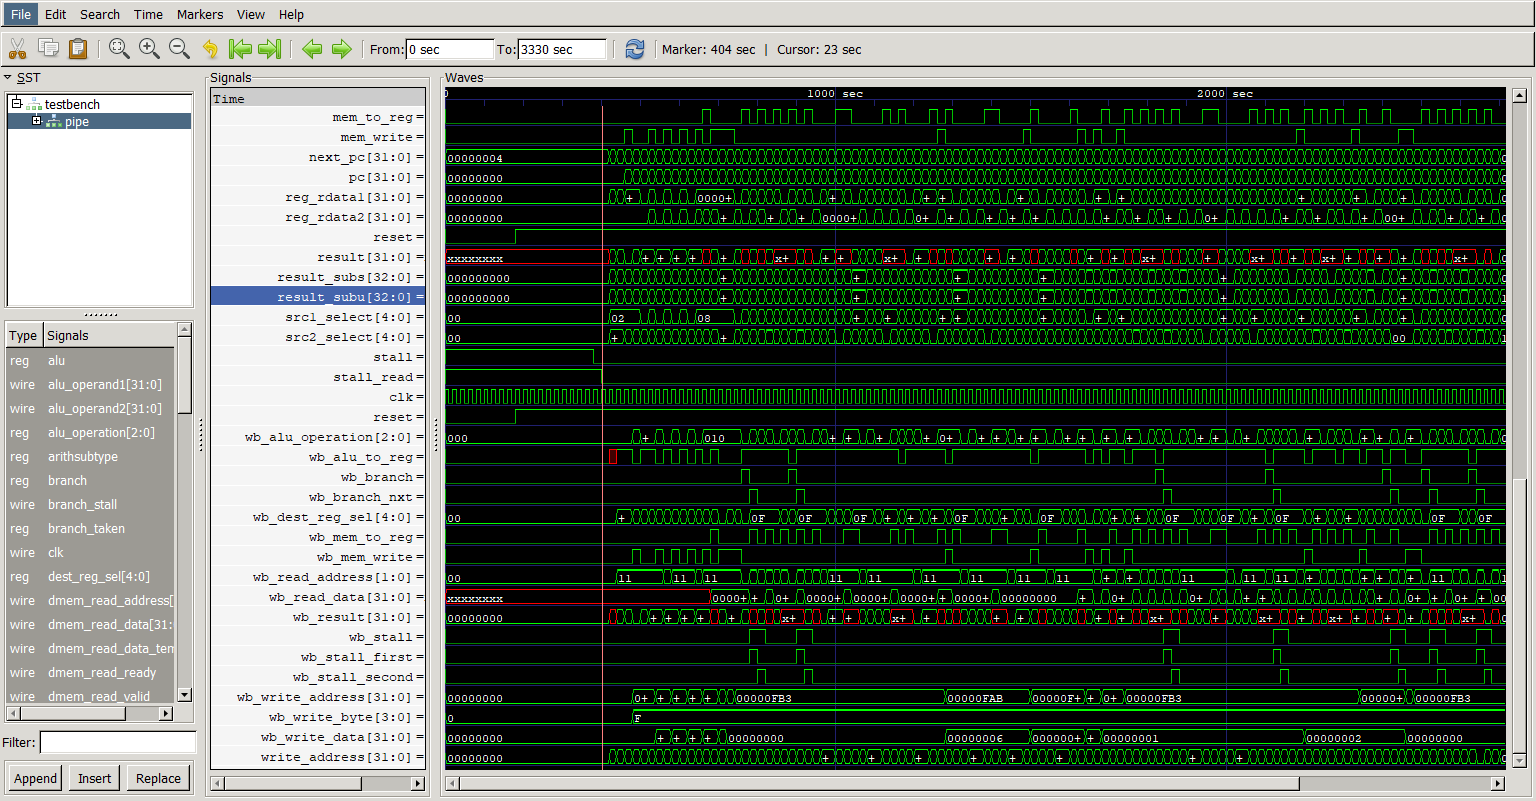 File Edit Search Time Markers View Help
From: 0 sec To: 3330 sec Marker: 404 sec | Cursor: 23 sec
SST
testbench
pipe
Type Signals
reg alu
wire alu_operand1[31:0]
wire alu_operand2[31:0]
reg alu_operation[2:0]
reg arithsubtype
reg branch
wire branch_stall
reg branch_taken
wire clk
reg dest_reg_sel[4:0]
wire dmem_read_address[
wire dmem_read_data[31:
wire dmem_read_data_ten
wire dmem_read_ready
wire dmem_read_valid
Filter:
Append Insert Replace
Signals
Time
mem_to_reg=
mem_write=
next_pc[31:0]=
pc[31:0]=
reg_rdata1[31:0]=
reg_rdata2[31:0]=
reset=
result[31:0]=
result_subs[32:0]=
result_subu[32:0]=
src1_select[4:0]=
src2_select[4:0]=
stall=
stall_read=
clk=
reset=
wb_alu_operation[2:0]=
wb_alu_to_reg=
wb_branch=
wb_branch_nxt=
wb_dest_reg_sel[4:0]=
wb_mem_to_reg=
wb_mem_write=
wb_read_address[1:0]=
wb_read_data[31:0]=
wb_result[31:0]=
wb_stall=
wb_stall_first=
wb_stall_second=
wb_write_address[31:0]=
wb_write_byte[3:0]=
wb_write_data[31:0]=
write_address[31:0]=
Waves
0 1000 sec 2000 sec
00000004
00000000
00000000 0000+
00000000 0000+ 0+ 0+ 00+
xxxxxxxx x+ x+ x+ x+ x+
000000000
000000000
00 02 08
00 00
000 010 0+
00 0F 0F 0F 0F 0F 0F 0F 0F 0F 0F
00 11 11 11 11 11 11 11 11 11 11 11 11 11
xxxxxxxx 0000+ 0+ 0000+ 0000+ 0000+ 0000+ 00000000 0+ 0+ 0+ 00
00000000 x+ x+ x+ x+ x+
00000000 0+ 00000FB3 00000FAB 00000F+ 0+ 00000FB3 00000+ 00000FB3
0 F
00000000 00000000 00000006 000000+ 00000001 00000002 00000000
00000000